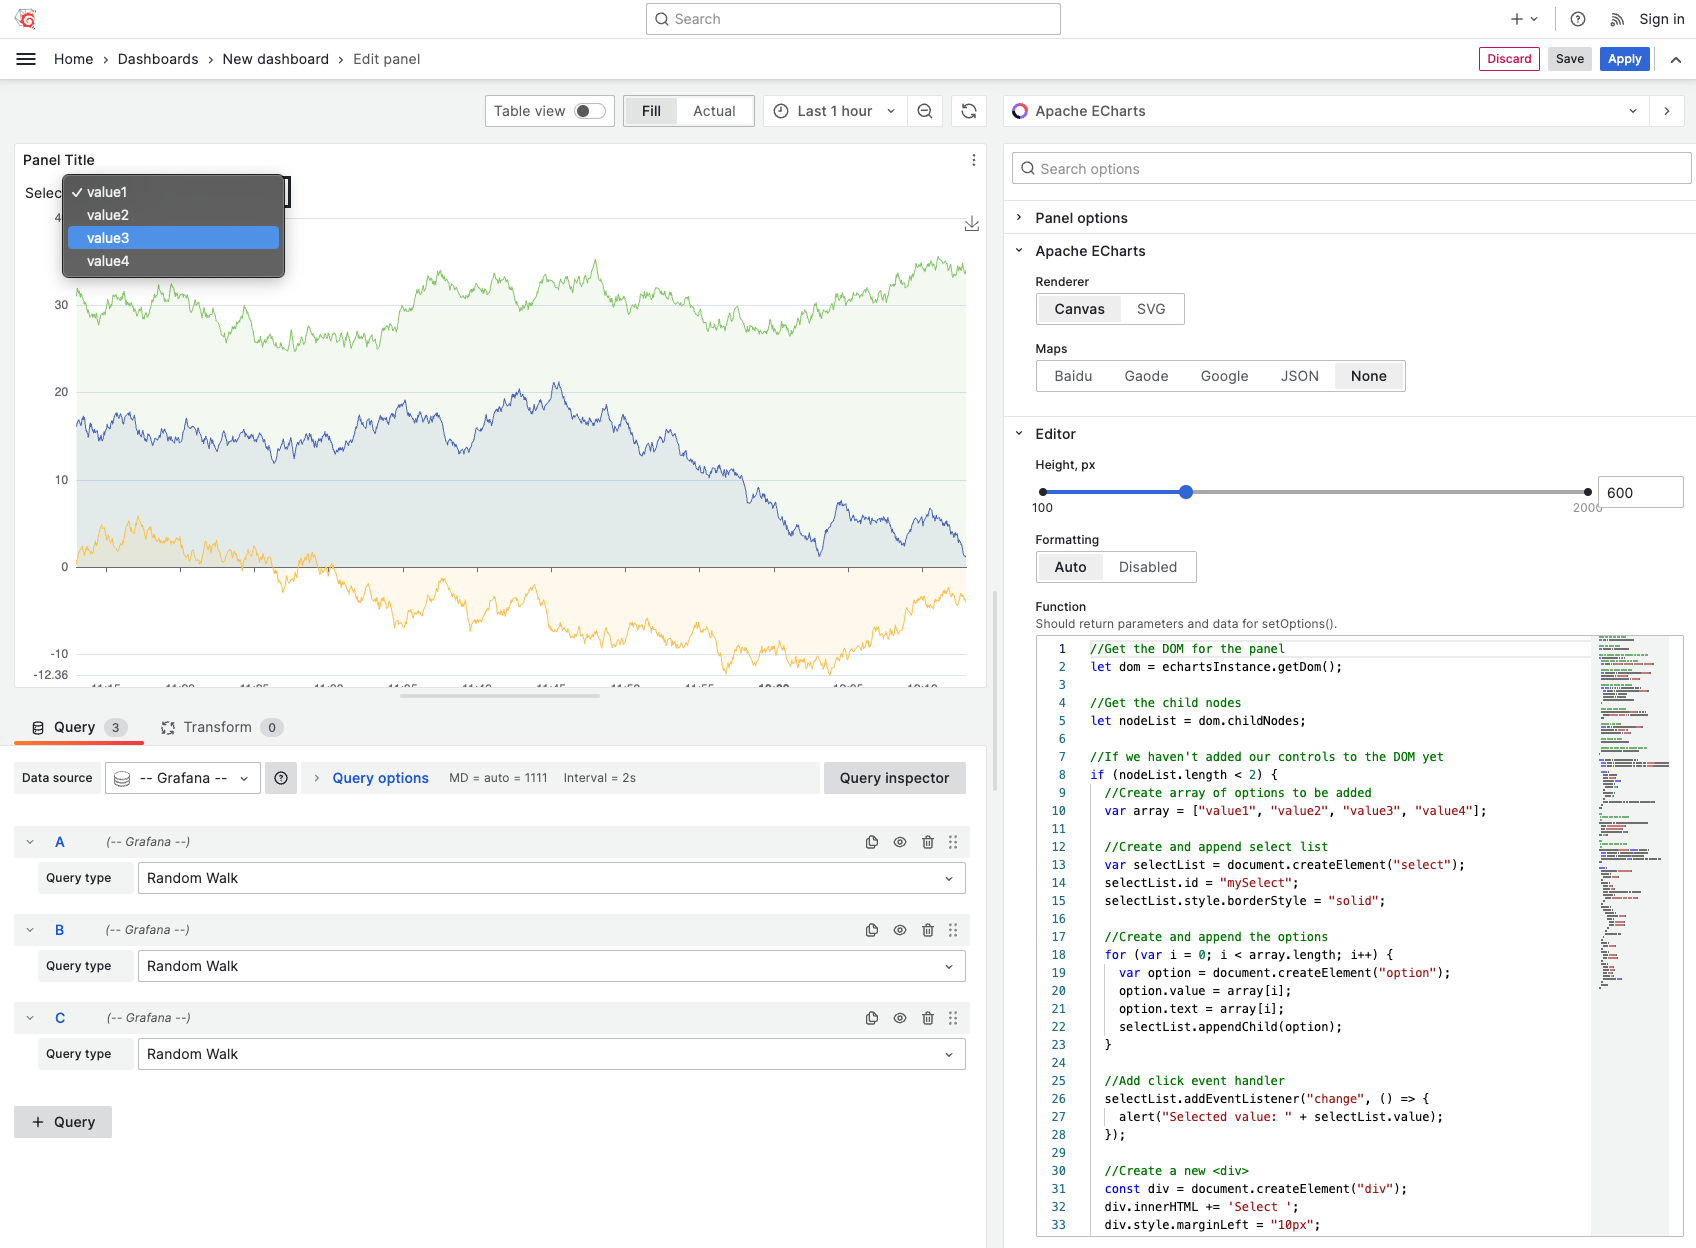 Search
Sign in
Home › Dashboards › New dashboard › Edit panel
Discard
Save
Apply
Table view
Fill
Actual
Last 1 hour
Apache ECharts
Panel Title
Selec
✓ value1
value2
value3
value4
30
20
10
0
-10
-12.36
Search options
Panel options
Apache ECharts
Renderer
Canvas
SVG
Maps
Baidu
Gaode
Google
JSON
None
Editor
Height, px
600
100
2000
Formatting
Auto
Disabled
Function
Should return parameters and data for setOptions().
1 //Get the DOM for the panel
2 let dom = echartsInstance.getDom();
3
4 //Get the child nodes
5 let nodeList = dom.childNodes;
6
7 //If we haven't added our controls to the DOM yet
8 if (nodeList.length < 2) {
9 //Create array of options to be added
10 var array = ["value1", "value2", "value3", "value4"];
11
12 //Create and append select list
13 var selectList = document.createElement("select");
14 selectList.id = "mySelect";
15 selectList.style.borderStyle = "solid";
16
17 //Create and append the options
18 for (var i = 0; i < array.length; i++) {
19 var option = document.createElement("option");
20 option.value = array[i];
21 option.text = array[i];
22 selectList.appendChild(option);
23 }
24
25 //Add click event handler
26 selectList.addEventListener("change", () => {
27 alert("Selected value: " + selectList.value);
28 });
29
30 //Create a new <div>
31 const div = document.createElement("div");
32 div.innerHTML += 'Select ';
33 div.style.marginLeft = "10px";
Query 3
Transform 0
Data source
-- Grafana --
Query options
MD = auto = 1111
Interval = 2s
Query inspector
A (-- Grafana --)
Query type
Random Walk
B (-- Grafana --)
Query type
Random Walk
C (-- Grafana --)
Query type
Random Walk
+ Query